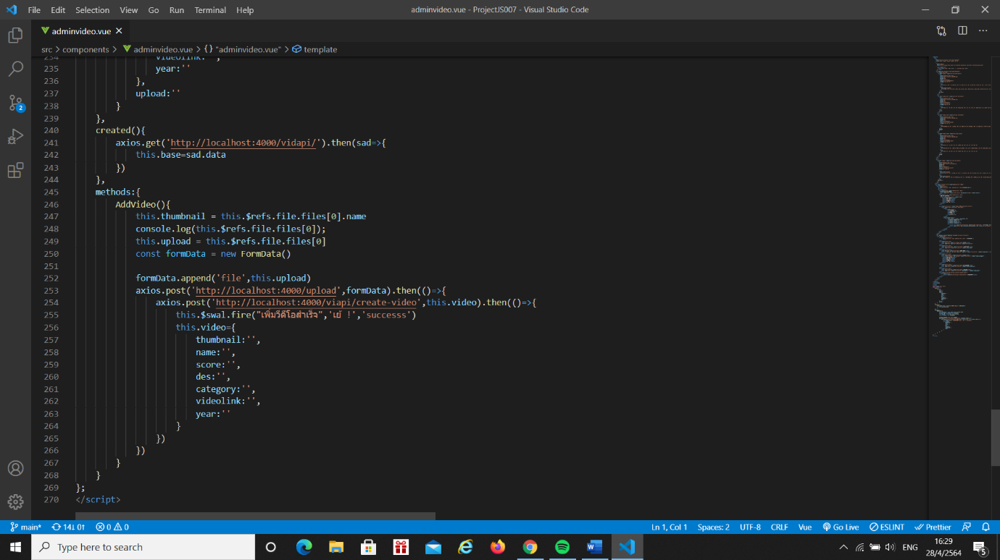 File Edit Selection View Go Run Terminal Help
adminvideo.vue - ProjectJS007 - Visual Studio Code
adminvideo.vue
src > components > adminvideo.vue > {} "adminvideo.vue" > template
234 videolink:'',
235 year:''
236 },
237 upload:''
238 }
239 },
240 created(){
241 axios.get('http://localhost:4000/vidapi/').then(sad=>{
242 this.base=sad.data
243 })
244 },
245 methods:{
246 AddVideo(){
247 this.thumbnail = this.$refs.file.files[0].name
248 console.log(this.$refs.file.files[0]);
249 this.upload = this.$refs.file.files[0]
250 const formData = new FormData()
251
252 formData.append('file',this.upload)
253 axios.post('http://localhost:4000/upload',formData).then(()=>{
254 axios.post('http://localhost:4000/viapi/create-video',this.video).then(()=>{
255 this.$swal.fire("เพิ่มวีดีโอสำเร็จ",'เย้ !','successs')
256 this.video={
257 thumbnail:'',
258 name:'',
259 score:'',
260 des:'',
261 category:'',
262 videolink:'',
263 year:''
264 }
265 })
266 })
267 }
268 }
269 };
270 </script>
2
main* 14↓ 0↑ 0 0 Ln 1, Col 1 Spaces: 2 UTF-8 CRLF Vue Go Live ESLINT Prettier
Type here to search
ENG
16:29
28/4/2564
5